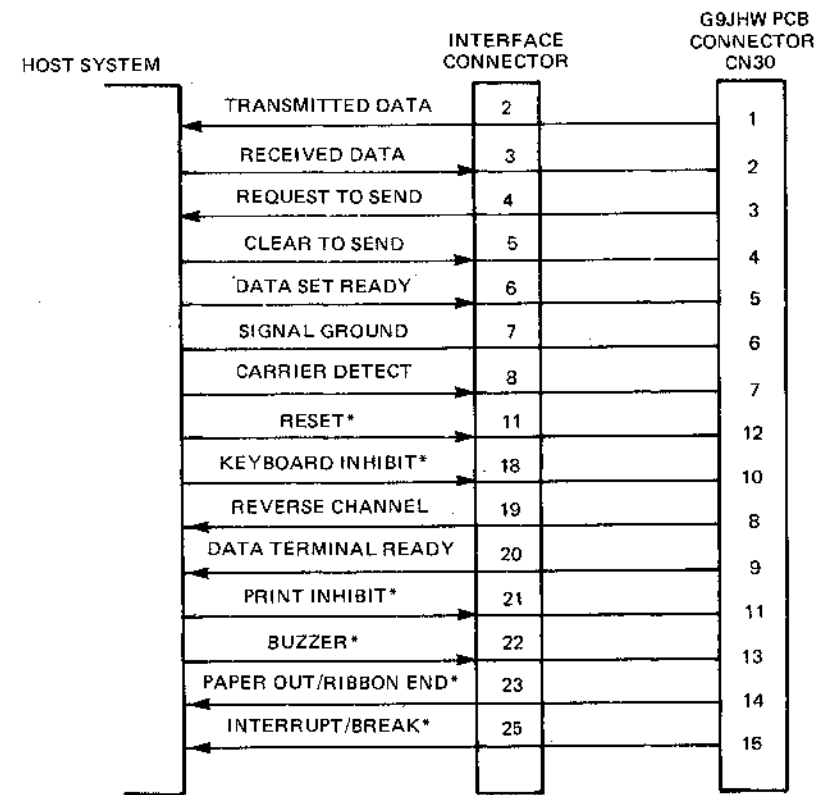 G9JHW PCB
CONNECTOR
CN30
INTERFACE
CONNECTOR
HOST SYSTEM
TRANSMITTED DATA 2 1
RECEIVED DATA 3 2
REQUEST TO SEND 4 3
CLEAR TO SEND 5 4
DATA SET READY 6 5
SIGNAL GROUND 7 6
CARRIER DETECT 8 7
RESET* 11 12
KEYBOARD INHIBIT* 18 10
REVERSE CHANNEL 19 8
DATA TERMINAL READY 20 9
PRINT INHIBIT* 21 11
BUZZER* 22 13
PAPER OUT/RIBBON END* 23 14
INTERRUPT/BREAK* 25 15